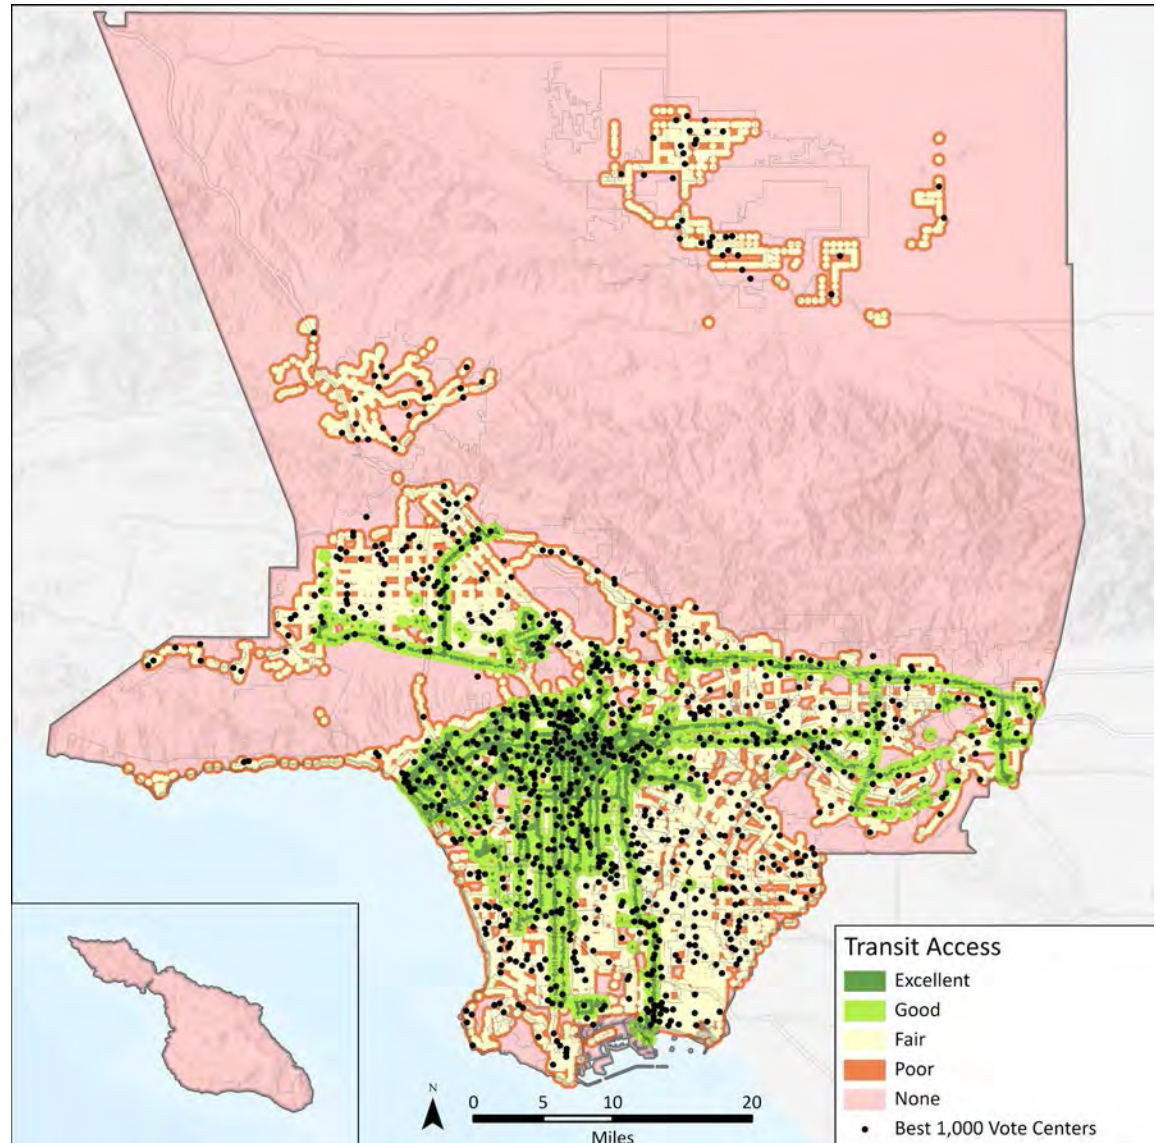 N
0 5 10 20
Miles
Transit Access
Excellent
Good
Fair
Poor
None
Best 1,000 Vote Centers